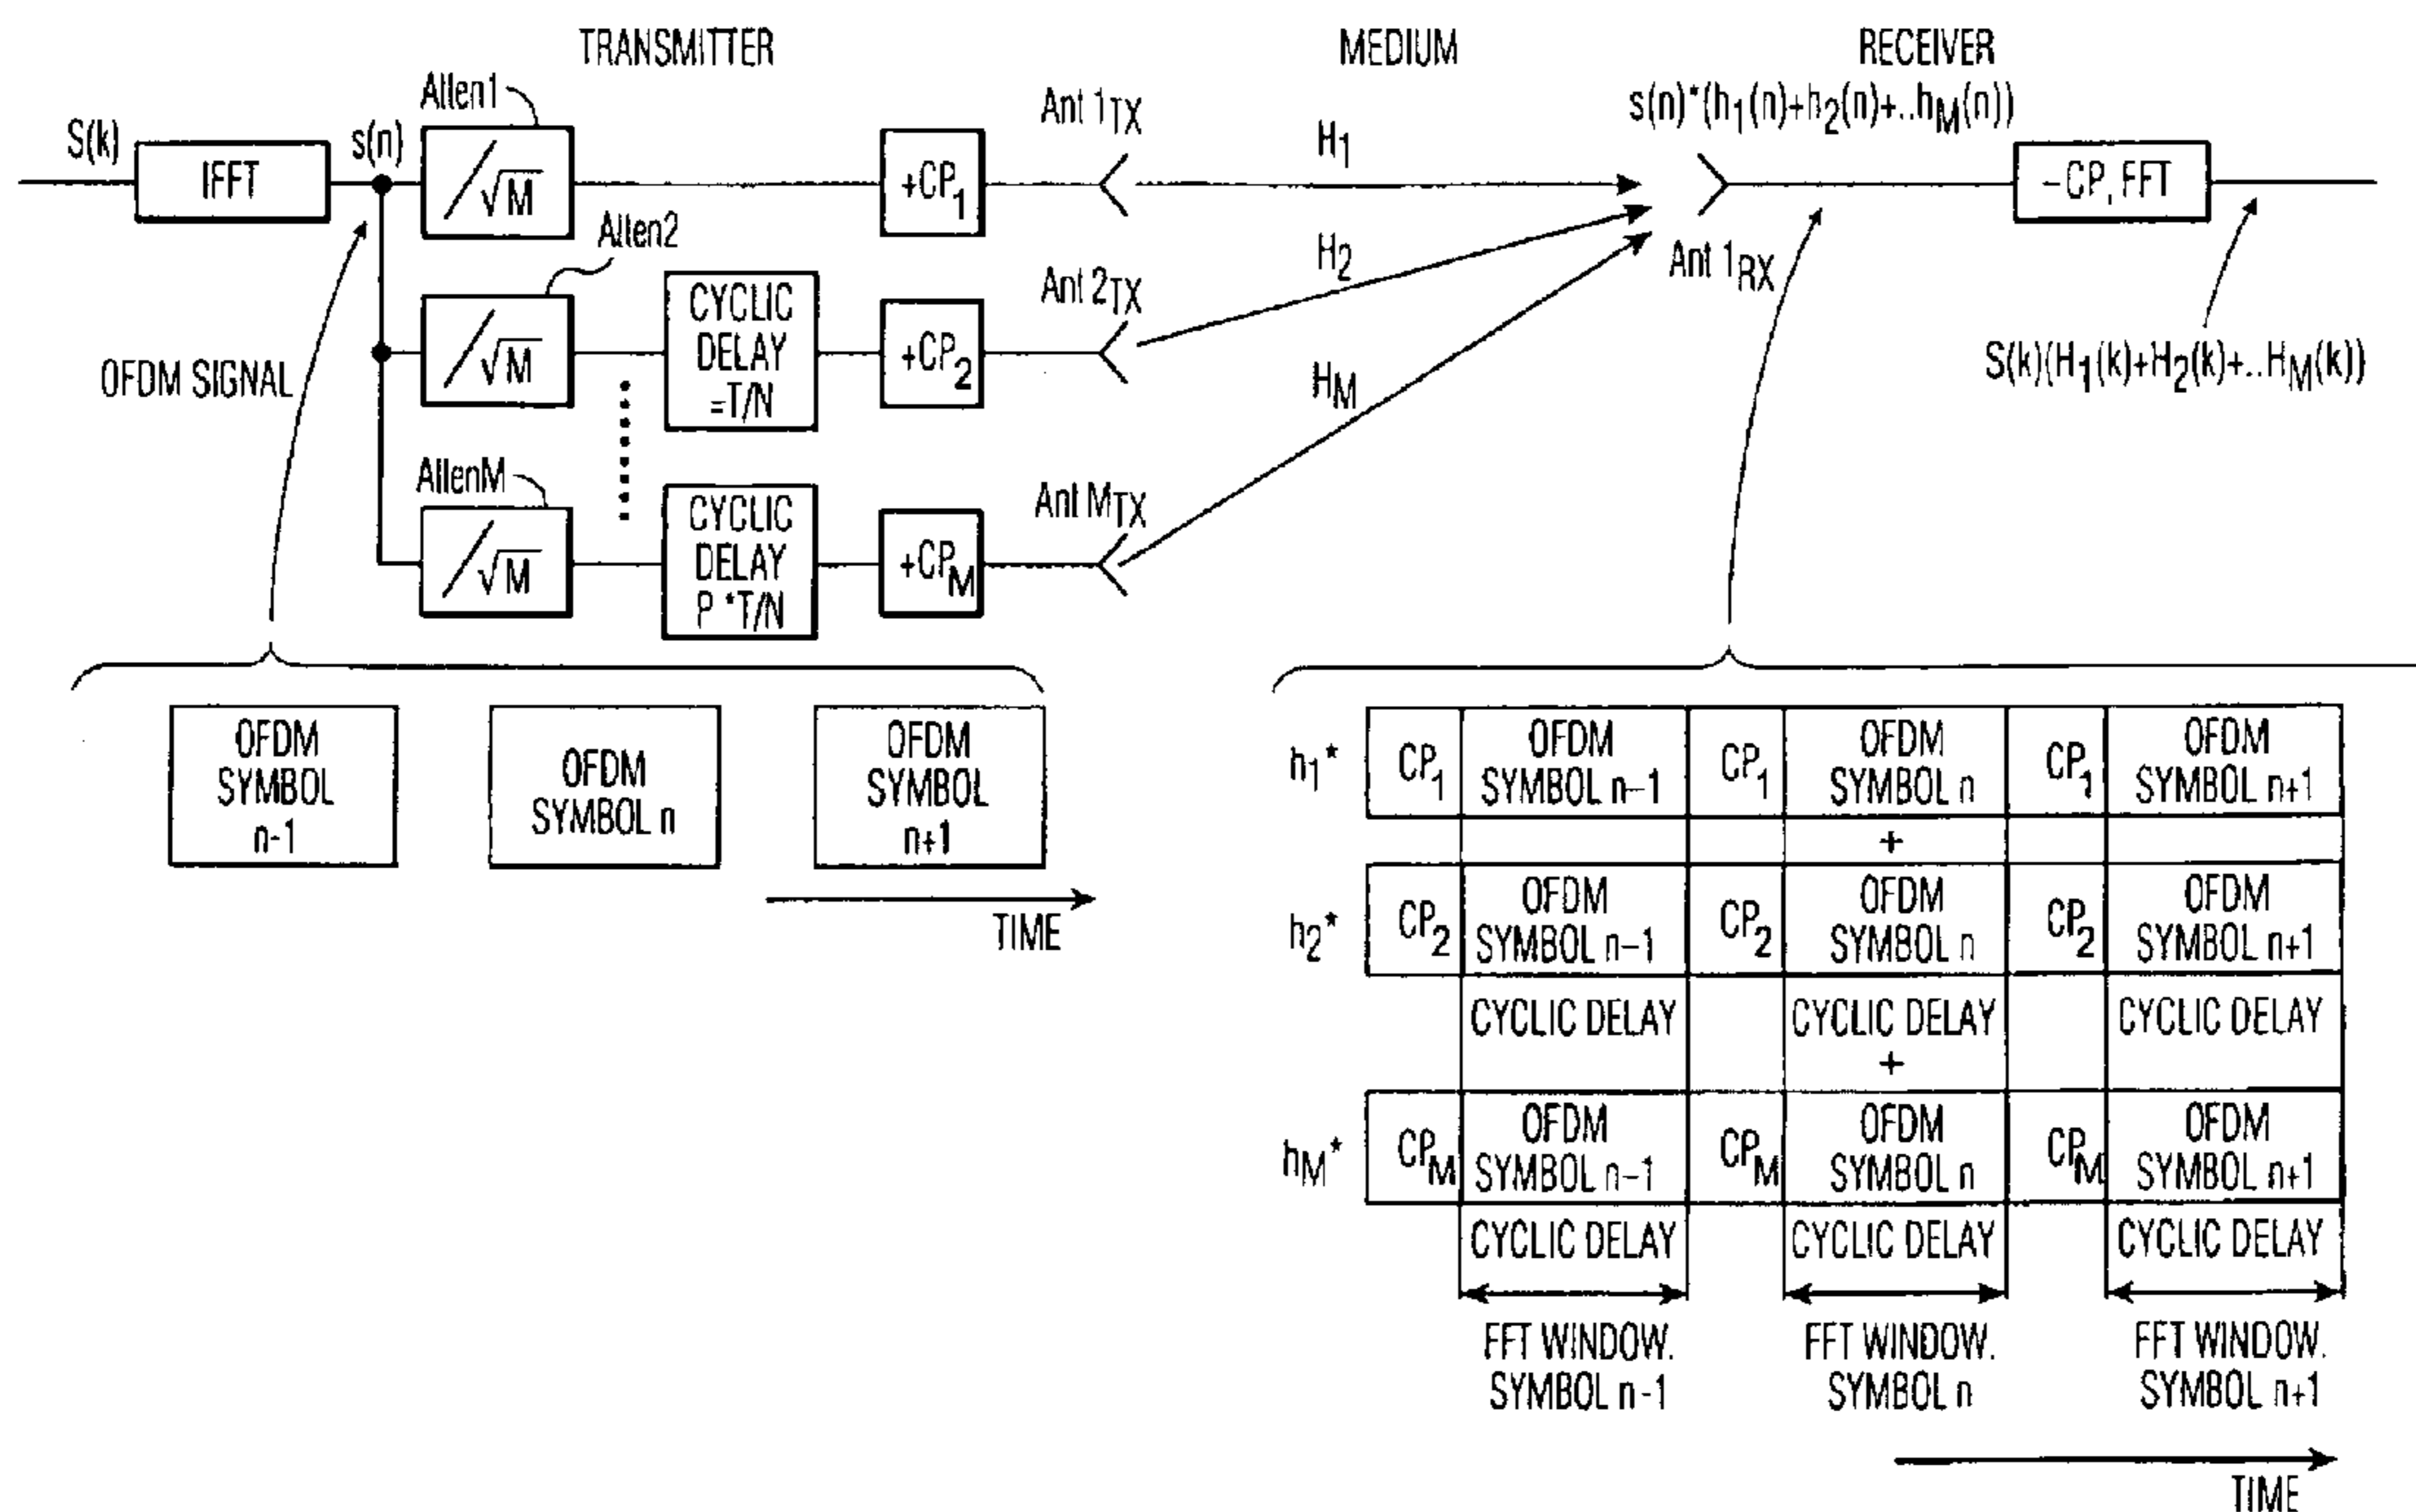 TRANSMITTER
MEDIUM
RECEIVER
Atten1
Ant 1TX
s(n)*(h1(n)+h2(n)+..hM(n))
S(k)
IFFT
s(n)
/√M
+CP1
H1
-CP, FFT
Atten2
Ant 1RX
OFDM SIGNAL
/√M
CYCLIC
DELAY
=T/N
+CP2
Ant 2TX
H2
S(k)(H1(k)+H2(k)+..HM(k))
AttenM
/√M
CYCLIC
DELAY
P *T/N
+CPM
Ant MTX
HM
OFDM
SYMBOL
n-1
OFDM
SYMBOL n
OFDM
SYMBOL
n+1
TIME
h1*
CP1
OFDM
SYMBOL n-1
CP1
OFDM
SYMBOL n
CP1
OFDM
SYMBOL n+1
+
h2*
CP2
OFDM
SYMBOL n-1
CP2
OFDM
SYMBOL n
CP2
OFDM
SYMBOL n+1
CYCLIC DELAY
CYCLIC DELAY
CYCLIC DELAY
+
hM*
CPM
OFDM
SYMBOL n-1
CPM
OFDM
SYMBOL n
CPM
OFDM
SYMBOL n+1
CYCLIC DELAY
CYCLIC DELAY
CYCLIC DELAY
FFT WINDOW.
SYMBOL n-1
FFT WINDOW.
SYMBOL n
FFT WINDOW.
SYMBOL n+1
TIME